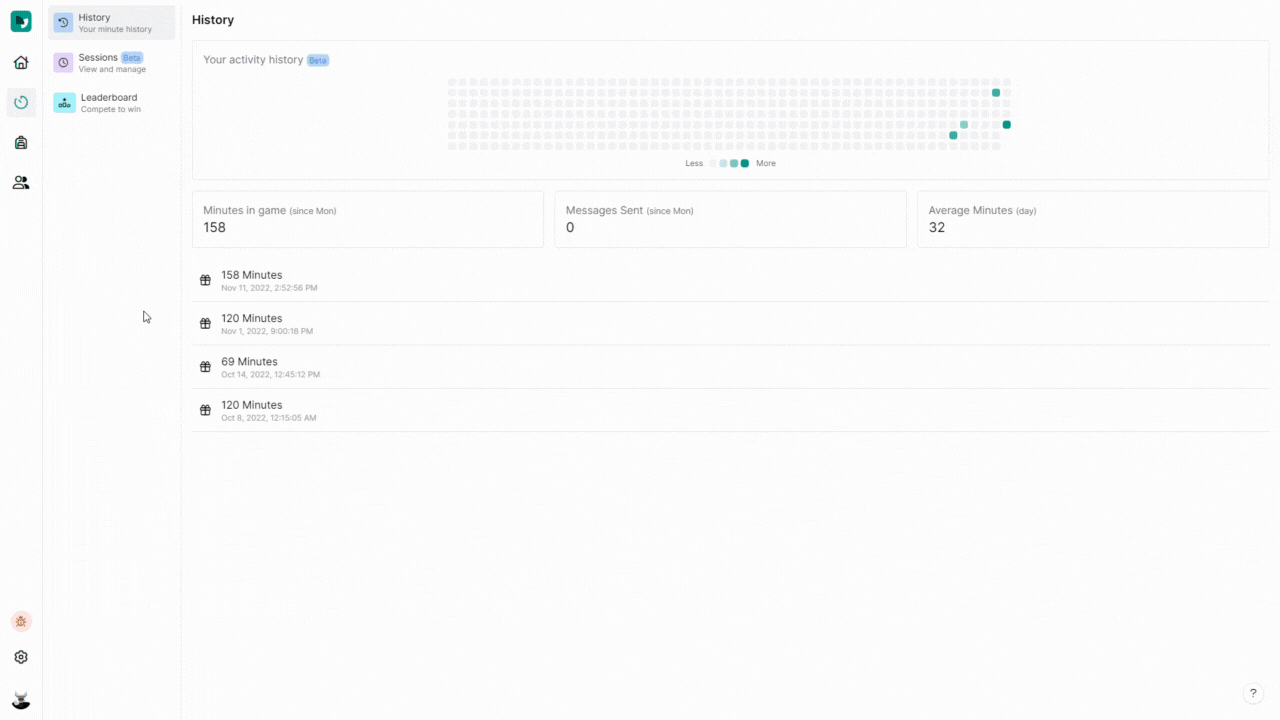 History
Your minute history
Sessions Beta
View and manage
Leaderboard
Compete to win
History
Your activity history Beta
Less More
Minutes in game (since Mon)
158
Messages Sent (since Mon)
0
Average Minutes (day)
32
158 Minutes
Nov 11, 2022, 2:52:56 PM
120 Minutes
Nov 1, 2022, 9:00:18 PM
69 Minutes
Oct 14, 2022, 12:45:12 PM
120 Minutes
Oct 8, 2022, 12:15:05 AM
?